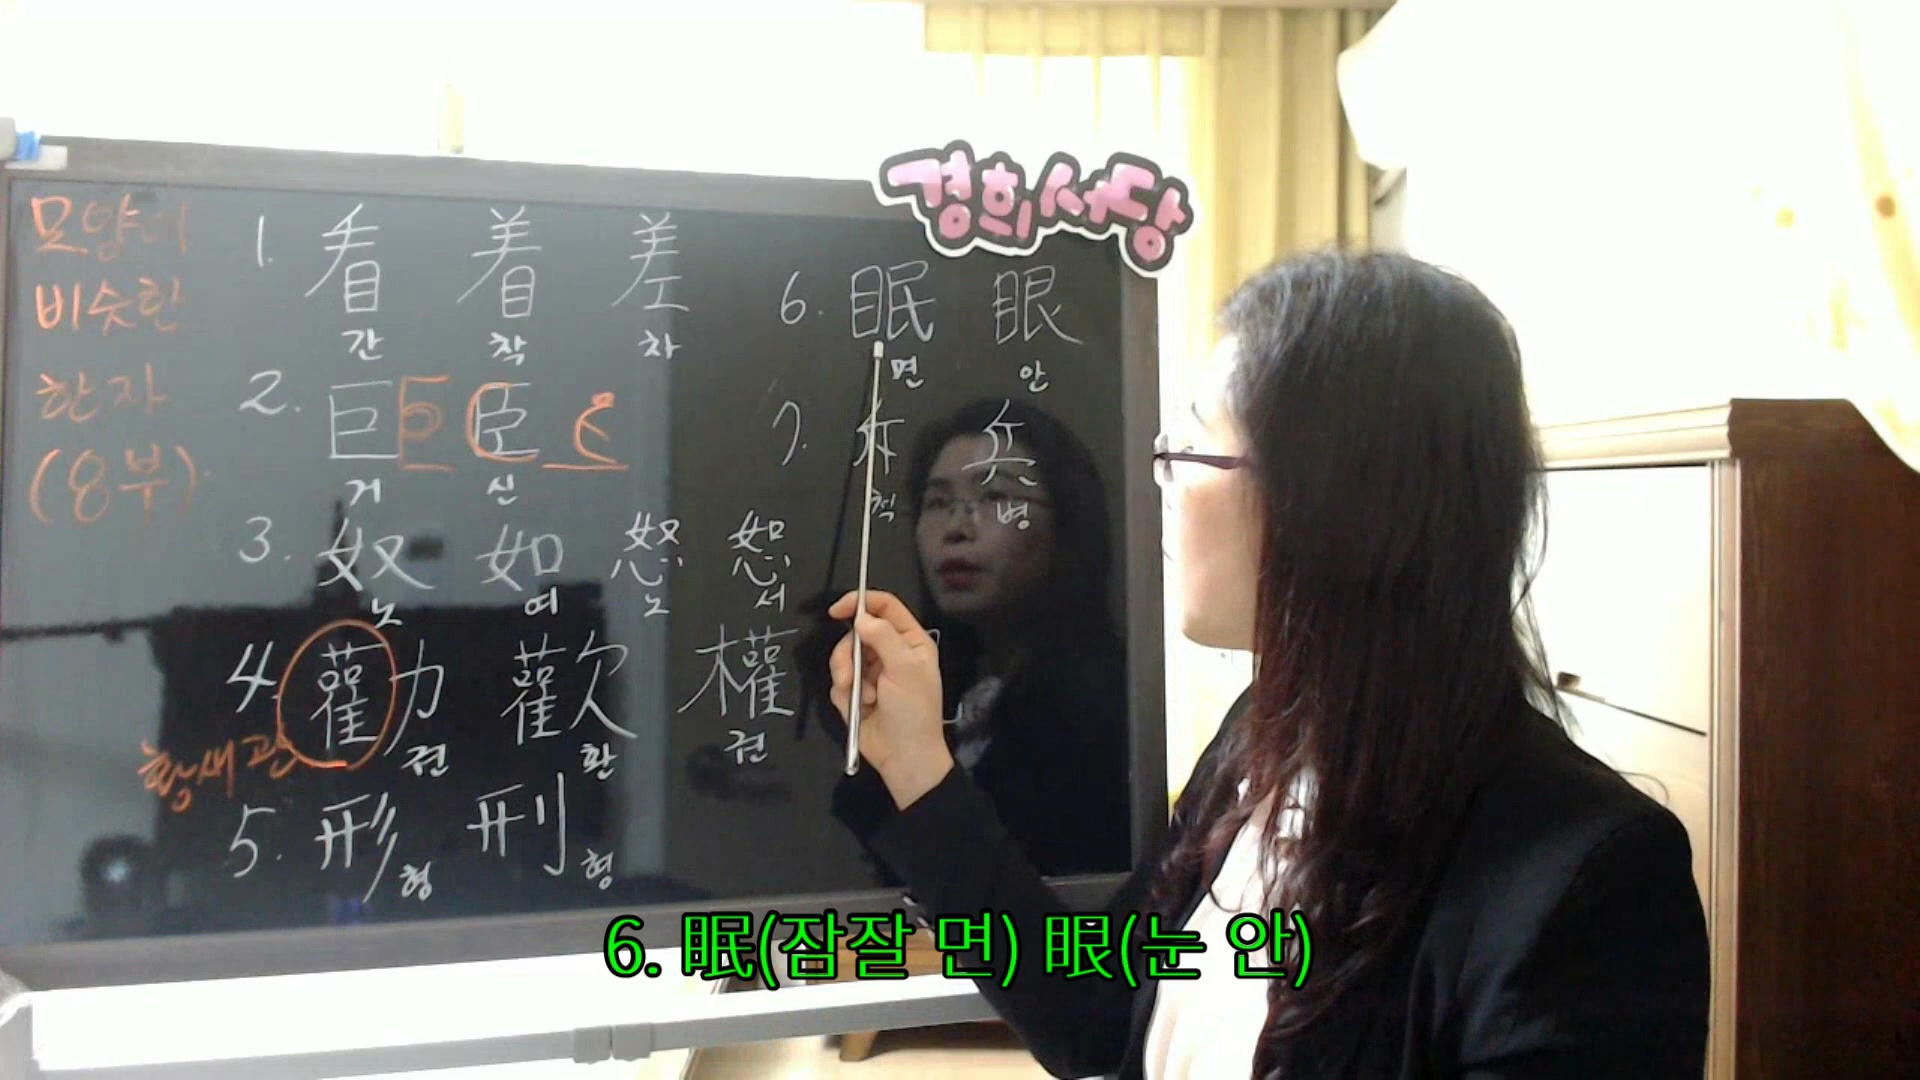 경희서당
모양이
비슷한
한자
(8부)
1. 看 着 差
간 착 차
2. 巨 臣
거 신
3. 奴 如 怒 恕
노 여 노 서
4. 勸 歡 權
권 환 권
황새 관
5. 形 刑
형 형
6. 眠 眼
면 안
7. 斥 兵
척 병
6. 眠(잠잘 면) 眼(눈 안)